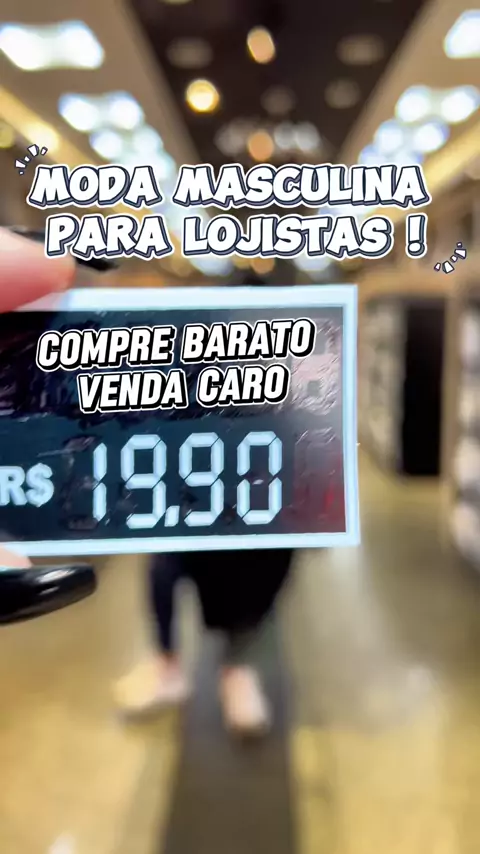 MODA MASCULINA
PARA LOJISTAS !
COMPRE BARATO
VENDA CARO
R$ 19,90